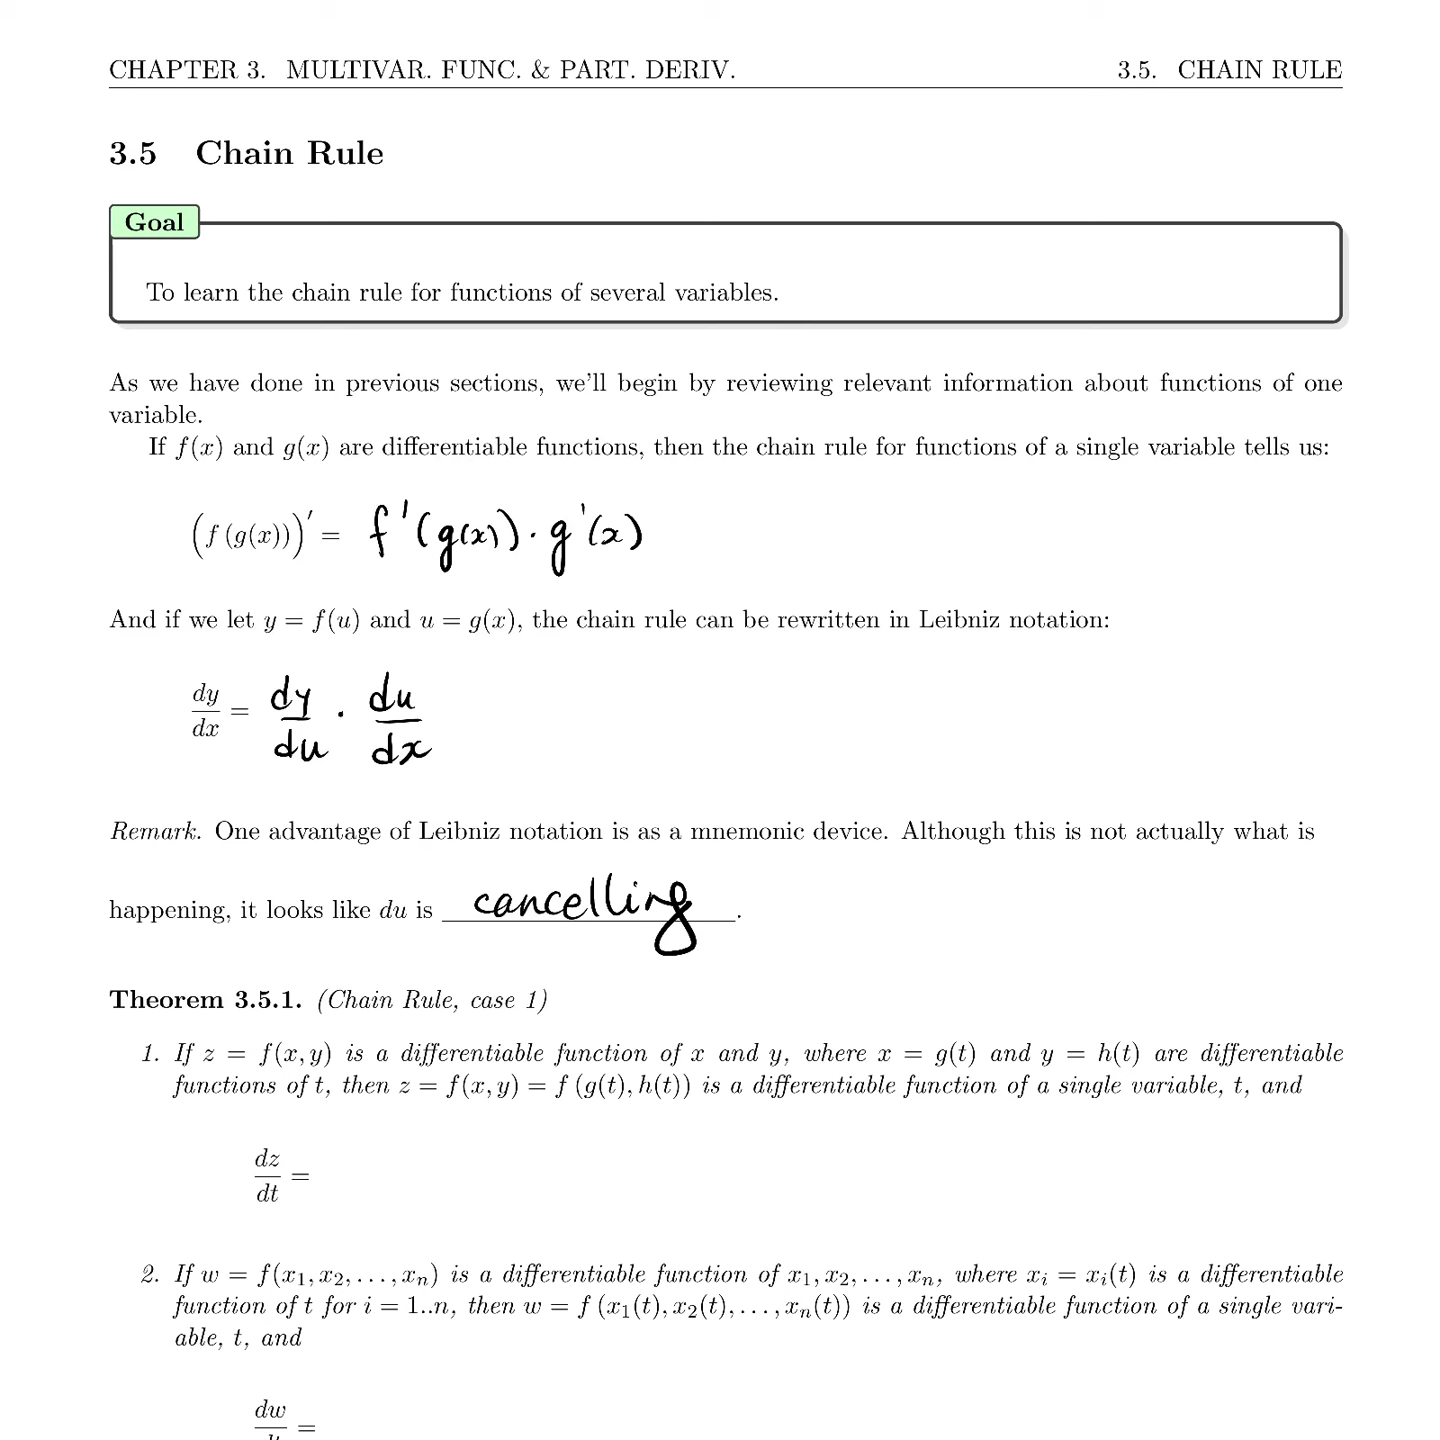 CHAPTER 3. MULTIVAR. FUNC. & PART. DERIV. 3.5. CHAIN RULE
3.5 Chain Rule
Goal
To learn the chain rule for functions of several variables.
As we have done in previous sections, we'll begin by reviewing relevant information about functions of one
variable.
If f(x) and g(x) are differentiable functions, then the chain rule for functions of a single variable tells us:
(f (g(x)))′ = f'(g(x)) · g'(x)
And if we let y = f(u) and u = g(x), the chain rule can be rewritten in Leibniz notation:
dy/dx = dy/du · du/dx
Remark. One advantage of Leibniz notation is as a mnemonic device. Although this is not actually what is
happening, it looks like du is cancelling.
Theorem 3.5.1. (Chain Rule, case 1)
1. If z = f(x, y) is a differentiable function of x and y, where x = g(t) and y = h(t) are differentiable
functions of t, then z = f(x, y) = f (g(t), h(t)) is a differentiable function of a single variable, t, and
dz/dt =
2. If w = f(x₁, x₂, . . . , xₙ) is a differentiable function of x₁, x₂, . . . , xₙ, where xᵢ = xᵢ(t) is a differentiable
function of t for i = 1..n, then w = f (x₁(t), x₂(t), . . . , xₙ(t)) is a differentiable function of a single vari-
able, t, and
dw =